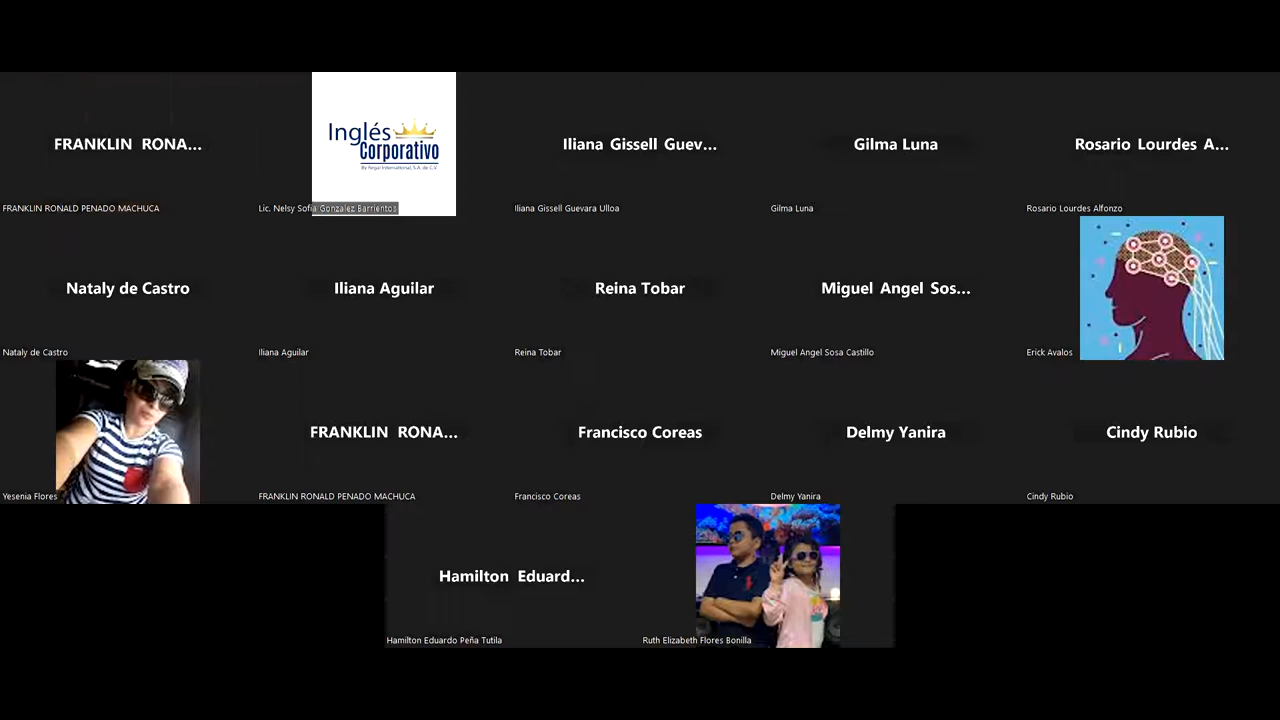 FRANKLIN RONA...
Inglés
Corporativo
By Regal International, S.A. de C.V.
Iliana Gissell Guev...
Gilma Luna
Rosario Lourdes A...
FRANKLIN RONALD PENADO MACHUCA
Lic. Nelsy Sofia Gonzalez Barrientos
Iliana Gissell Guevara Ulloa
Gilma Luna
Rosario Lourdes Alfonzo
Nataly de Castro
Iliana Aguilar
Reina Tobar
Miguel Angel Sos...
Nataly de Castro
Iliana Aguilar
Reina Tobar
Miguel Angel Sosa Castillo
Erick Avalos
FRANKLIN RONA...
Francisco Coreas
Delmy Yanira
Cindy Rubio
Yesenia Flores
FRANKLIN RONALD PENADO MACHUCA
Francisco Coreas
Delmy Yanira
Cindy Rubio
Hamilton Eduard...
Hamilton Eduardo Peña Tutila
Ruth Elizabeth Flores Bonilla